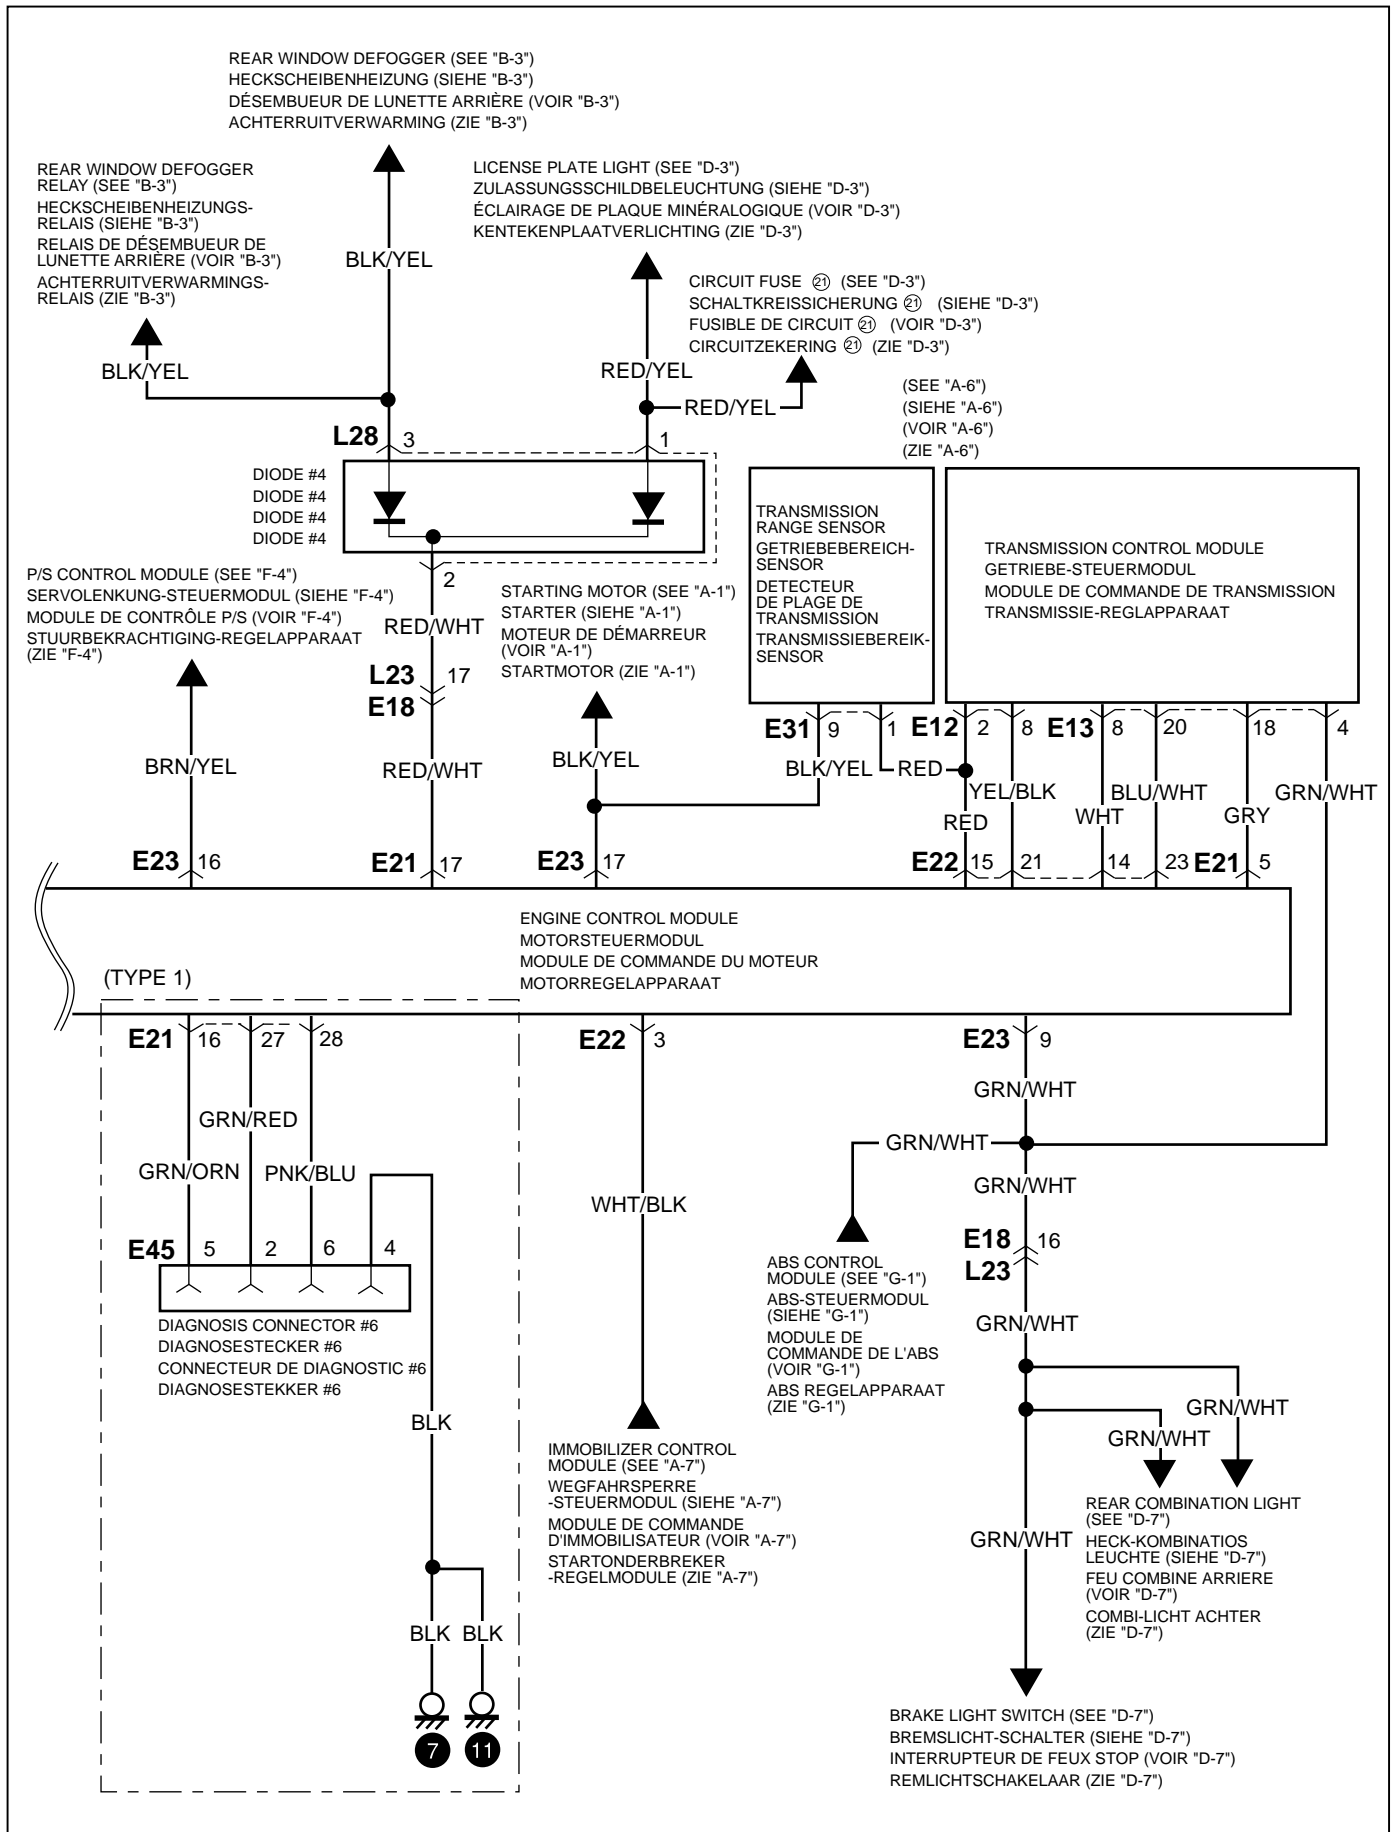 REAR WINDOW DEFOGGER (SEE "B-3")
HECKSCHEIBENHEIZUNG (SIEHE "B-3")
DÉSEMBUEUR DE LUNETTE ARRIÈRE (VOIR "B-3")
ACHTERRUITVERWARMING (ZIE "B-3")
REAR WINDOW DEFOGGER
RELAY (SEE "B-3")
HECKSCHEIBENHEIZUNGS-
RELAIS (SIEHE "B-3")
RELAIS DE DÉSEMBUEUR DE
LUNETTE ARRIÈRE (VOIR "B-3")
ACHTERRUITVERWARMINGS-
RELAIS (ZIE "B-3")
LICENSE PLATE LIGHT (SEE "D-3")
ZULASSUNGSSCHILDBELEUCHTUNG (SIEHE "D-3")
ÉCLAIRAGE DE PLAQUE MINÉRALOGIQUE (VOIR "D-3")
KENTEKENPLAATVERLICHTING (ZIE "D-3")
BLK/YEL
CIRCUIT FUSE ㉑ (SEE "D-3")
SCHALTKREISSICHERUNG ㉑ (SIEHE "D-3")
FUSIBLE DE CIRCUIT ㉑ (VOIR "D-3")
CIRCUITZEKERING ㉑ (ZIE "D-3")
BLK/YEL
RED/YEL
RED/YEL
(SEE "A-6")
(SIEHE "A-6")
(VOIR "A-6")
(ZIE "A-6")
L28 3 1
DIODE #4
DIODE #4
DIODE #4
DIODE #4
2
TRANSMISSION
RANGE SENSOR
GETRIEBEBEREICH-
SENSOR
DETECTEUR
DE PLAGE DE
TRANSMISSION
TRANSMISSIEBEREIK-
SENSOR
TRANSMISSION CONTROL MODULE
GETRIEBE-STEUERMODUL
MODULE DE COMMANDE DE TRANSMISSION
TRANSMISSIE-REGLAPPARAAT
P/S CONTROL MODULE (SEE "F-4")
SERVOLENKUNG-STEUERMODUL (SIEHE "F-4")
MODULE DE CONTRÔLE P/S (VOIR "F-4")
STUURBEKRACHTIGING-REGELAPPARAAT
(ZIE "F-4")
RED/WHT
STARTING MOTOR (SEE "A-1")
STARTER (SIEHE "A-1")
MOTEUR DE DÉMARREUR
(VOIR "A-1")
STARTMOTOR (ZIE "A-1")
L23 17
E18
E31 9 1 E12 2 8 E13 8 20 18 4
BRN/YEL
RED/WHT
BLK/YEL
BLK/YEL
RED
YEL/BLK
BLU/WHT
GRN/WHT
RED
WHT
GRY
E23 16 E21 17 E23 17 E22 15 21 14 23 E21 5
ENGINE CONTROL MODULE
MOTORSTEUERMODUL
MODULE DE COMMANDE DU MOTEUR
MOTORREGELAPPARAAT
(TYPE 1)
E21 16 27 28 E22 3 E23 9
GRN/WHT
GRN/RED
GRN/WHT
GRN/ORN
PNK/BLU
GRN/WHT
WHT/BLK
E45 5 2 6 4
E18 16
L23
ABS CONTROL
MODULE (SEE "G-1")
ABS-STEUERMODUL
(SIEHE "G-1")
MODULE DE
COMMANDE DE L'ABS
(VOIR "G-1")
ABS REGELAPPARAAT
(ZIE "G-1")
GRN/WHT
DIAGNOSIS CONNECTOR #6
DIAGNOSESTECKER #6
CONNECTEUR DE DIAGNOSTIC #6
DIAGNOSESTEKKER #6
BLK
GRN/WHT
GRN/WHT
IMMOBILIZER CONTROL
MODULE (SEE "A-7")
WEGFAHRSPERRE
-STEUERMODUL (SIEHE "A-7")
MODULE DE COMMANDE
D'IMMOBILISATEUR (VOIR "A-7")
STARTONDERBREKER
-REGELMODULE (ZIE "A-7")
GRN/WHT
REAR COMBINATION LIGHT
(SEE "D-7")
HECK-KOMBINATIOS
LEUCHTE (SIEHE "D-7")
FEU COMBINE ARRIERE
(VOIR "D-7")
COMBI-LICHT ACHTER
(ZIE "D-7")
BLK BLK
7 11
BRAKE LIGHT SWITCH (SEE "D-7")
BREMSLICHT-SCHALTER (SIEHE "D-7")
INTERRUPTEUR DE FEUX STOP (VOIR "D-7")
REMLICHTSCHAKELAAR (ZIE "D-7")